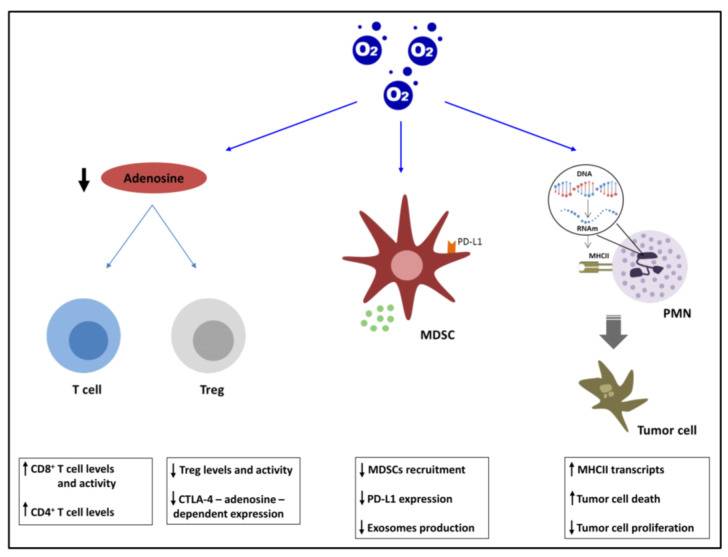 O2 O2
O2
Adenosine
DNA
RNAm
MHCII
PD-L1
PMN
MDSC
T cell
Treg
Tumor cell
↑ CD8+ T cell levels
and activity
↑ CD4+ T cell levels
↓ Treg levels and activity
↓ CTLA-4 – adenosine –
dependent expression
↓ MDSCs recruitment
↓ PD-L1 expression
↓ Exosomes production
↑ MHCII transcripts
↑ Tumor cell death
↓ Tumor cell proliferation